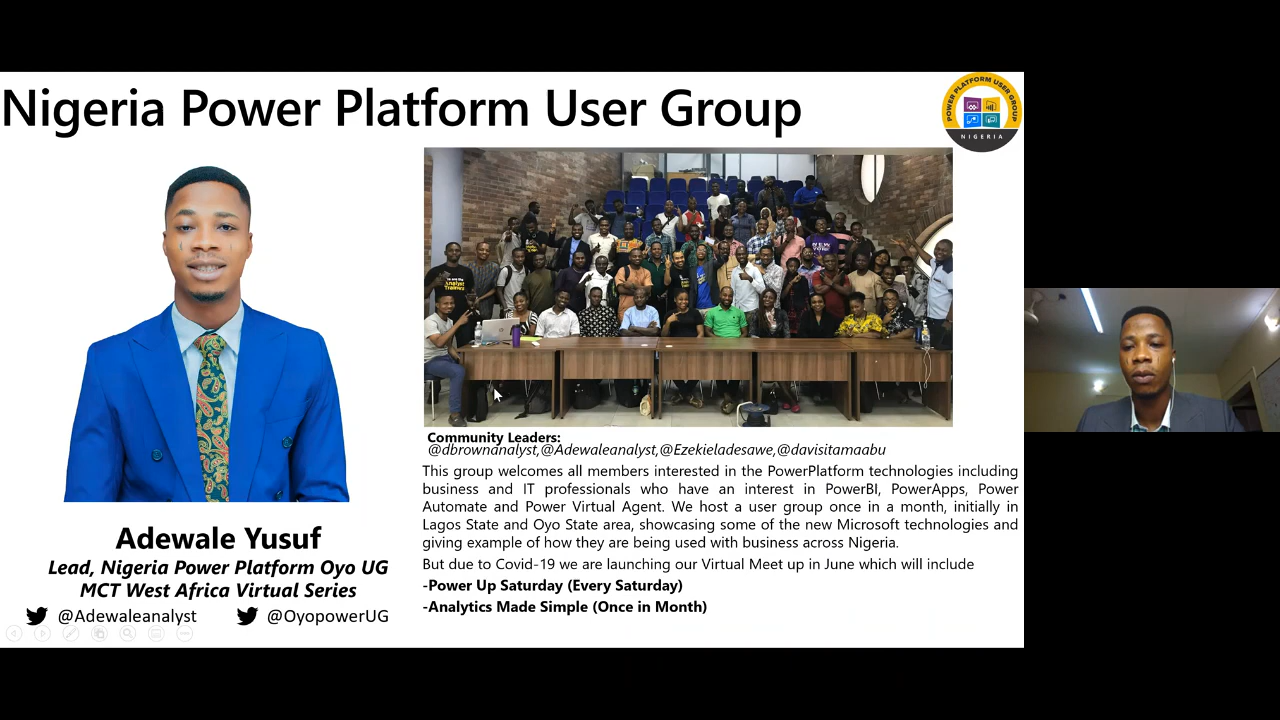 Nigeria Power Platform User Group
POWER PLATFORM USER GROUP
NIGERIA
Community Leaders:
@dbrownanalyst,@Adewaleanalyst,@Ezekieladesawe,@davisitamaabu
This group welcomes all members interested in the PowerPlatform technologies including
business and IT professionals who have an interest in PowerBI, PowerApps, Power
Automate and Power Virtual Agent. We host a user group once in a month, initially in
Lagos State and Oyo State area, showcasing some of the new Microsoft technologies and
giving example of how they are being used with business across Nigeria.
But due to Covid-19 we are launching our Virtual Meet up in June which will include
-Power Up Saturday (Every Saturday)
-Analytics Made Simple (Once in Month)
Adewale Yusuf
Lead, Nigeria Power Platform Oyo UG
MCT West Africa Virtual Series
@Adewaleanalyst @OyopowerUG